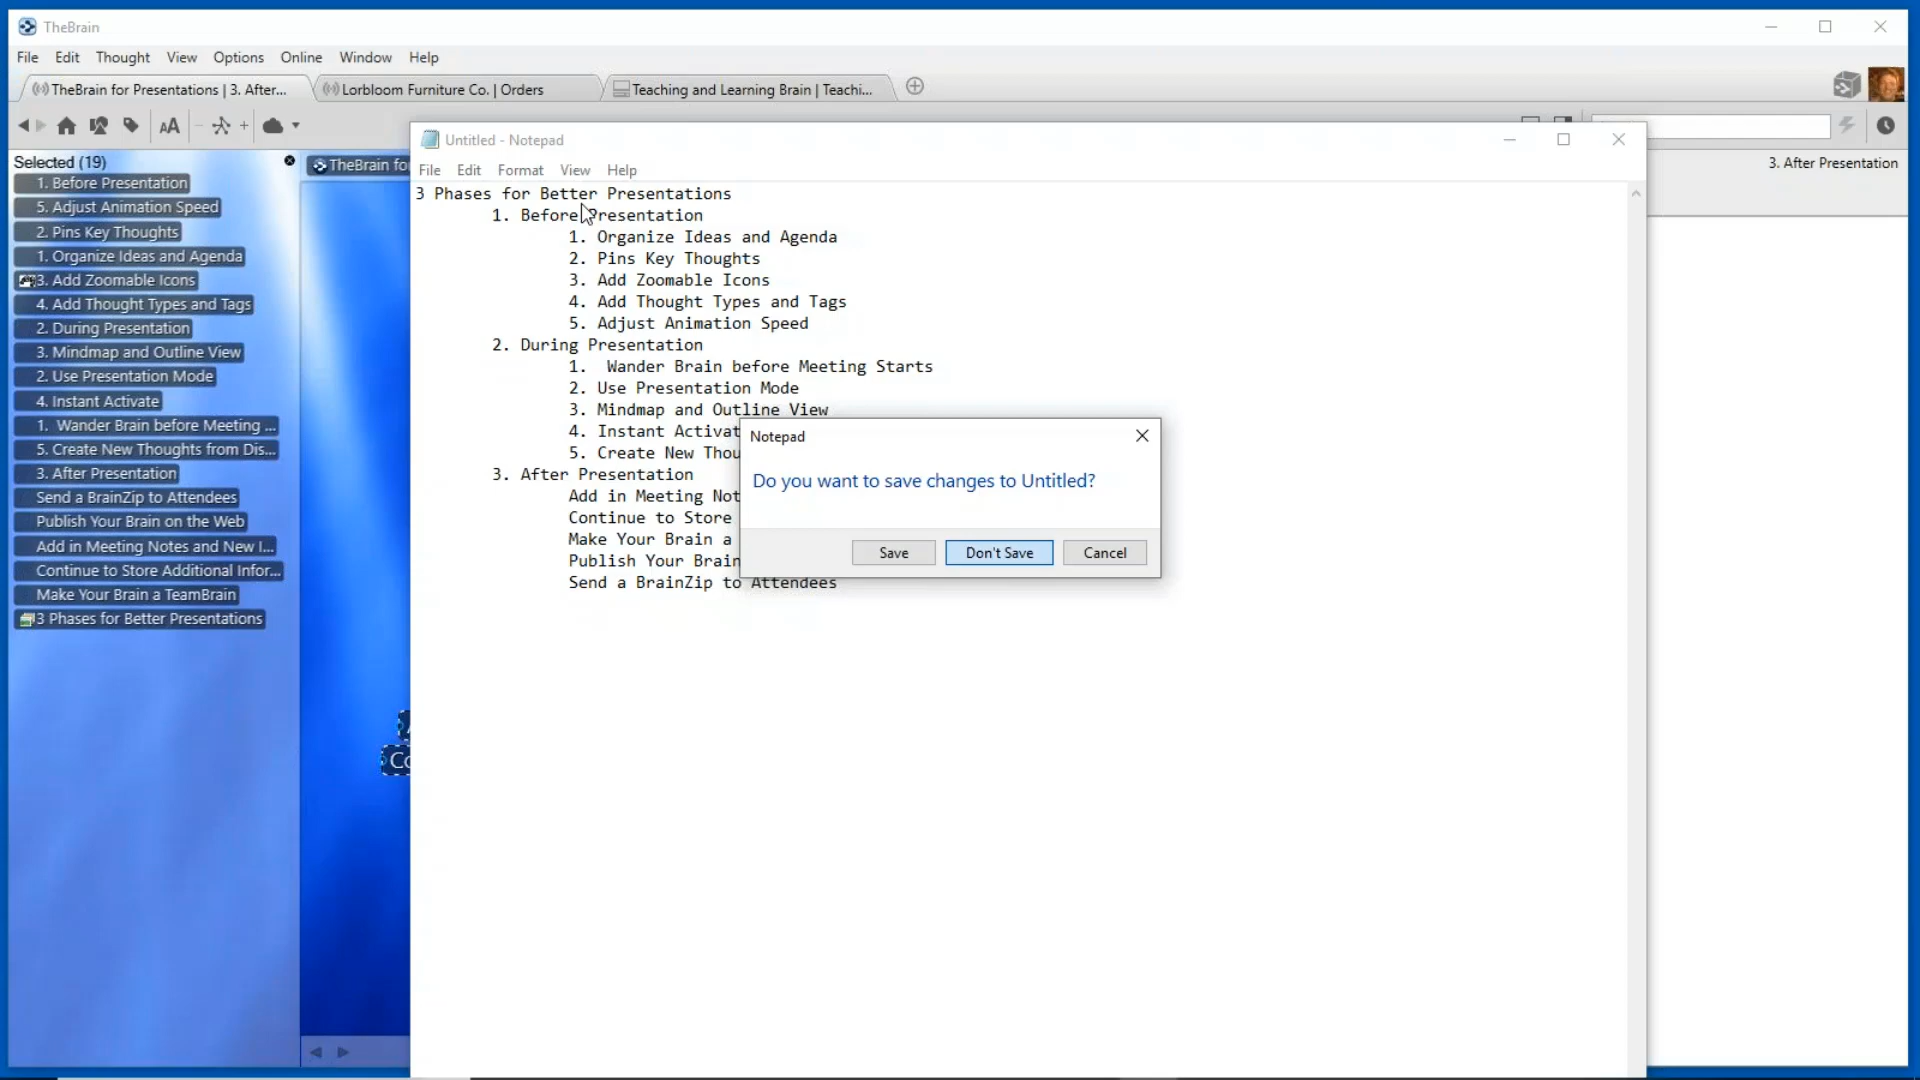 TheBrain
File Edit Thought View Options Online Window Help
TheBrain for Presentations | 3. After...
Lorbloom Furniture Co. | Orders
Teaching and Learning Brain | Teachi...
Selected (19)
1. Before Presentation
5. Adjust Animation Speed
2. Pins Key Thoughts
1. Organize Ideas and Agenda
3. Add Zoomable Icons
4. Add Thought Types and Tags
2. During Presentation
3. Mindmap and Outline View
2. Use Presentation Mode
4. Instant Activate
1. Wander Brain before Meeting ...
5. Create New Thoughts from Dis...
3. After Presentation
Send a BrainZip to Attendees
Publish Your Brain on the Web
Add in Meeting Notes and New I...
Continue to Store Additional Infor...
Make Your Brain a TeamBrain
3 Phases for Better Presentations
TheBrain fo
Co
Untitled - Notepad
File Edit Format View Help
3 Phases for Better Presentations
1. Before Presentation
1. Organize Ideas and Agenda
2. Pins Key Thoughts
3. Add Zoomable Icons
4. Add Thought Types and Tags
5. Adjust Animation Speed
2. During Presentation
1. Wander Brain before Meeting Starts
2. Use Presentation Mode
3. Mindmap and Outline View
4. Instant Activat
5. Create New Thou
3. After Presentation
Add in Meeting Not
Continue to Store
Make Your Brain a
Publish Your Brain
Send a BrainZip to Attendees
Notepad
Do you want to save changes to Untitled?
Save Don't Save Cancel
3. After Presentation